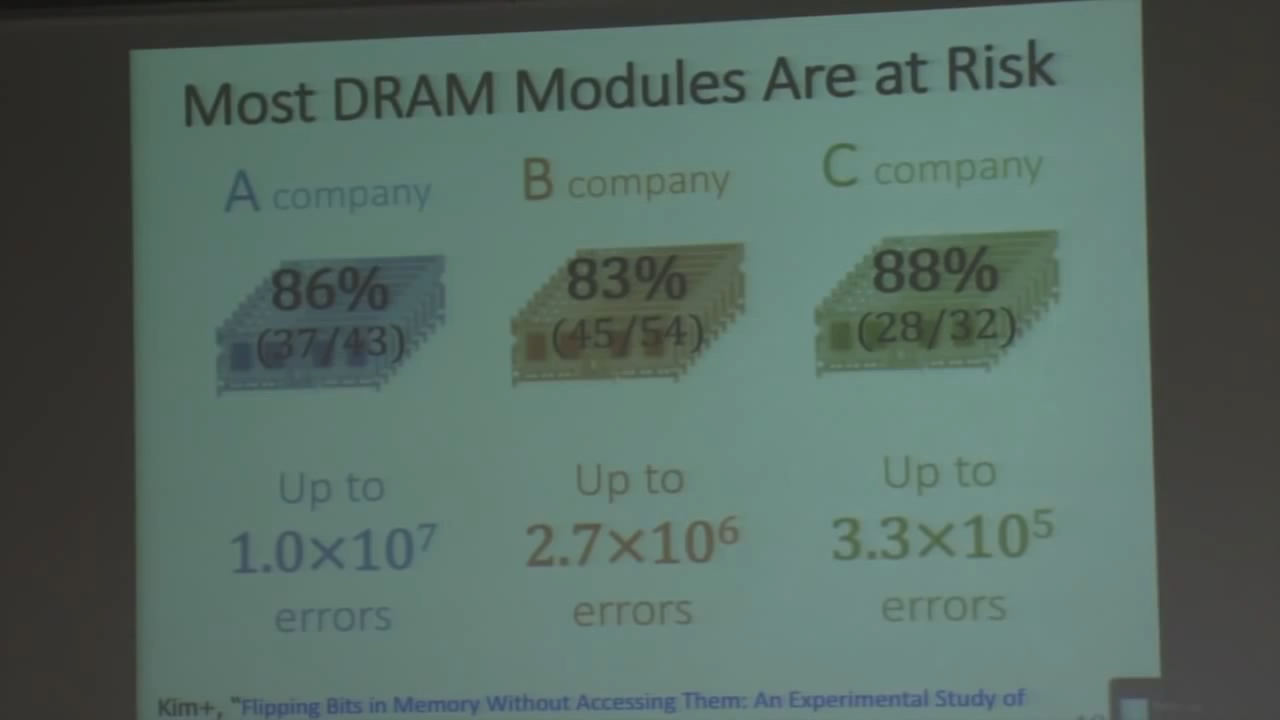 Most DRAM Modules Are at Risk
A company B company C company
86% 83% 88%
(37/43) (45/54) (28/32)
Up to Up to Up to
1.0×10⁷ 2.7×10⁶ 3.3×10⁵
errors errors errors
Kim+, "Flipping Bits in Memory Without Accessing Them: An Experimental Study of